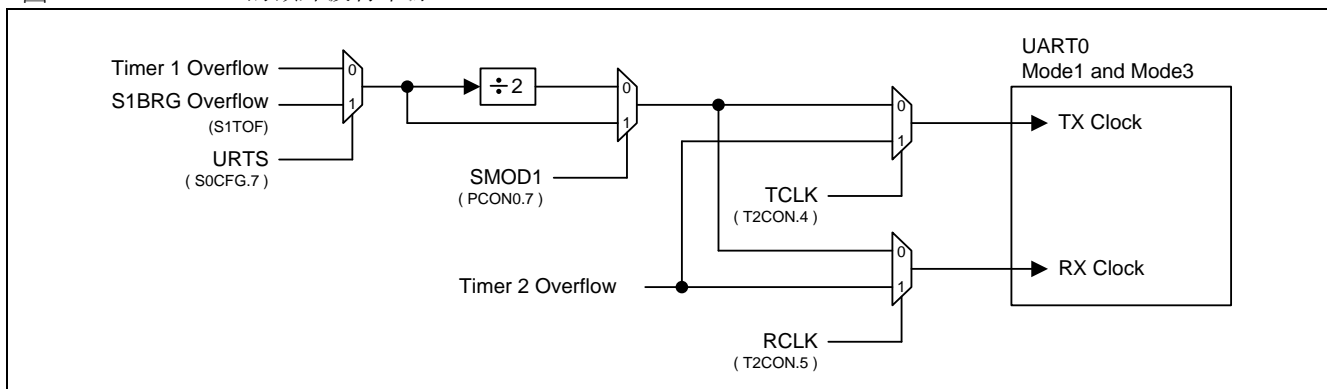 Timer 1 Overflow
S1BRG Overflow
(S1TOF)
URTS
( S0CFG.7 )
0
1
÷2
0
1
SMOD1
( PCON0.7 )
0
1
TCLK
( T2CON.4 )
UART0
Mode1 and Mode3
TX Clock
Timer 2 Overflow
0
1
RX Clock
RCLK
( T2CON.5 )